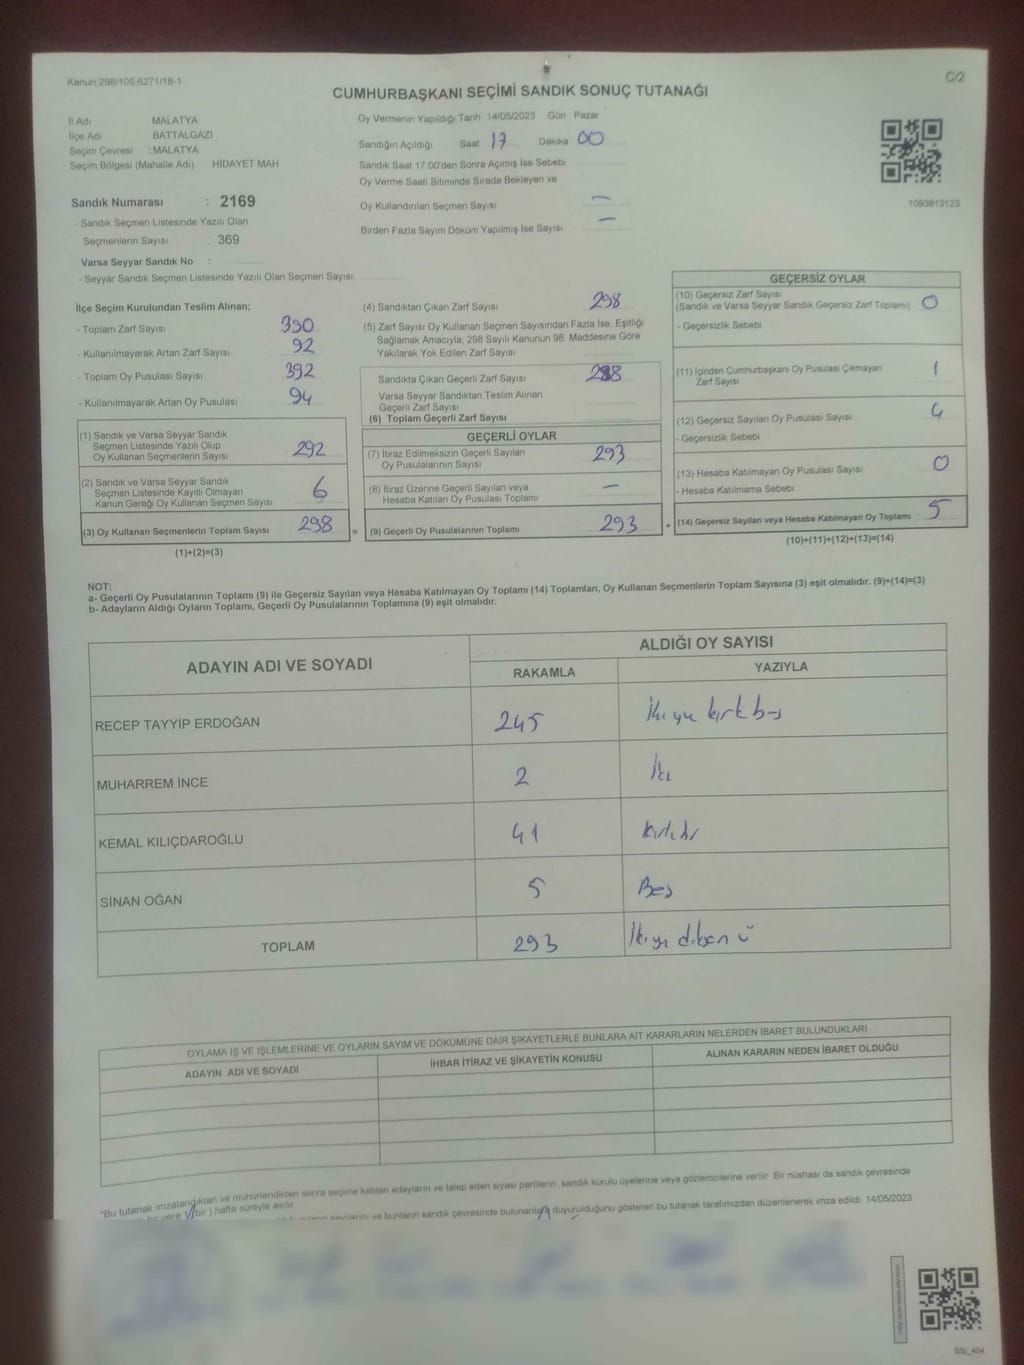 Kanun:298/105 6271/18-1
C/2
CUMHURBAŞKANI SEÇİMİ SANDIK SONUÇ TUTANAĞI
İl Adı MALATYA
İlçe Adı BATTALGAZİ
Seçim Çevresi : MALATYA
Seçim Bölgesi (Mahalle Adı) HİDAYET MAH
Oy Vermenin Yapıldığı Tarih 14/05/2023 Gün Pazar
Sandığın Açıldığı Saat 17 Dakika 00
Sandık Saat 17:00'den Sonra Açılmış İse Sebebi
Oy Verme Saati Bitiminde Sırada Bekleyen ve
Oy Kullandırılan Seçmen Sayısı —
Birden Fazla Sayım Döküm Yapılmış İse Sayısı —
1093813123
Sandık Numarası : 2169
- Sandık Seçmen Listesinde Yazılı Olan
Seçmenlerin Sayısı : 369
Varsa Seyyar Sandık No :
- Seyyar Sandık Seçmen Listesinde Yazılı Olan Seçmen Sayısı
İlçe Seçim Kurulundan Teslim Alınan;
- Toplam Zarf Sayısı 390
- Kullanılmayarak Artan Zarf Sayısı 92
- Toplam Oy Pusulası Sayısı 392
- Kullanılmayarak Artan Oy Pusulası 94
(1) Sandık ve Varsa Seyyar Sandık
Seçmen Listesinde Yazılı Olup
Oy Kullanan Seçmenlerin Sayısı 292
(2) Sandık ve Varsa Seyyar Sandık
Seçmen Listesinde Kayıtlı Olmayan
Kanun Gereği Oy Kullanan Seçmen Sayısı 6
(3) Oy Kullanan Seçmenlerin Toplam Sayısı 298
=
(1)+(2)=(3)
(4) Sandıktan Çıkan Zarf Sayısı 298
(5) Zarf Sayısı Oy Kullanan Seçmen Sayısından Fazla İse, Eşitliği
Sağlamak Amacıyla, 298 Sayılı Kanunun 98. Maddesine Göre
Yakılarak Yok Edilen Zarf Sayısı
Sandıkta Çıkan Geçerli Zarf Sayısı 298
Varsa Seyyar Sandıktan Teslim Alınan
Geçerli Zarf Sayısı
(6) Toplam Geçerli Zarf Sayısı
GEÇERLİ OYLAR
(7) İtiraz Edilmeksizin Geçerli Sayılan
Oy Pusulalarının Sayısı 293
(8) İtiraz Üzerine Geçerli Sayılan veya
Hesaba Katılan Oy Pusulası Toplamı —
(9) Geçerli Oy Pusulalarının Toplamı 293
+
GEÇERSİZ OYLAR
(10) Geçersiz Zarf Sayısı
(Sandık ve Varsa Seyyar Sandık Geçersiz Zarf Toplamı) 0
- Geçersizlik Sebebi
(11) İçinden Cumhurbaşkanı Oy Pusulası Çıkmayan
Zarf Sayısı 1
(12) Geçersiz Sayılan Oy Pusulası Sayısı 4
- Geçersizlik Sebebi
(13) Hesaba Katılmayan Oy Pusulası Sayısı 0
- Hesaba Katılmama Sebebi
(14) Geçersiz Sayılan veya Hesaba Katılmayan Oy Toplamı 5
(10)+(11)+(12)+(13)=(14)
NOT:
a- Geçerli Oy Pusulalarının Toplamı (9) ile Geçersiz Sayılan veya Hesaba Katılmayan Oy Toplamı (14) Toplamları, Oy Kullanan Seçmenlerin Toplam Sayısına (3) eşit olmalıdır. (9)+(14)=(3)
b- Adayların Aldığı Oyların Toplamı, Geçerli Oy Pusulalarının Toplamına (9) eşit olmalıdır.
ADAYIN ADI VE SOYADI ALDIĞI OY SAYISI
RAKAMLA YAZIYLA
RECEP TAYYİP ERDOĞAN 245 İkiyü kırk beş
MUHARREM İNCE 2 İki
KEMAL KILIÇDAROĞLU 41 kırkbir
SİNAN OĞAN 5 Beş
TOPLAM 293 İkiyü doksan ü
OYLAMA İŞ VE İŞLEMLERİNE VE OYLARIN SAYIM VE DÖKÜMÜNE DAİR ŞİKAYETLERLE BUNLARA AİT KARARLARIN NELERDEN İBARET BULUNDUKLARI
ADAYIN ADI VE SOYADI İHBAR İTİRAZ VE ŞİKAYETİN KONUSU ALINAN KARARIN NEDEN İBARET OLDUĞU
"Bu tutanak imzalandıktan ve mühürlendikten sonra seçime katılan adayların ve talep eden siyasi partilerin sandık kurulu üyelerine veya gözlemcilerine verilir. Bir nüshası da sandık çevresinde
(bir) hafta süreyle asılır.
ve bunların sandık çevresinde bulunanlara duyurulduğunu gösteren bu tutanak tarafımızdan düzenlenerek imza edildi. 14/05/2023
SSI_404